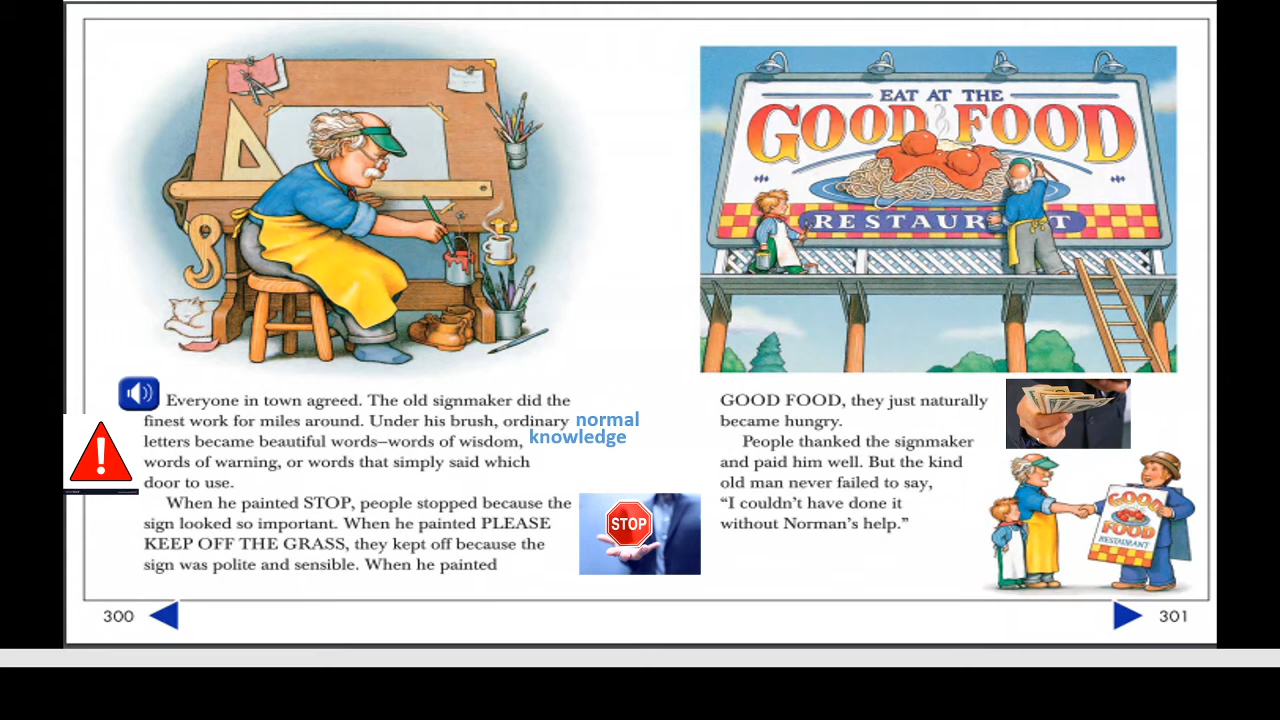 EAT AT THE
GOOD FOOD
RESTAUR T
Everyone in town agreed. The old signmaker did the
finest work for miles around. Under his brush, ordinary normal
letters became beautiful words—words of wisdom, knowledge
words of warning, or words that simply said which
door to use.
When he painted STOP, people stopped because the
sign looked so important. When he painted PLEASE
KEEP OFF THE GRASS, they kept off because the
sign was polite and sensible. When he painted
STOP
300
GOOD FOOD, they just naturally
became hungry.
People thanked the signmaker
and paid him well. But the kind
old man never failed to say,
“I couldn’t have done it
without Norman’s help.”
GOOD
FOOD
RESTAURANT
301